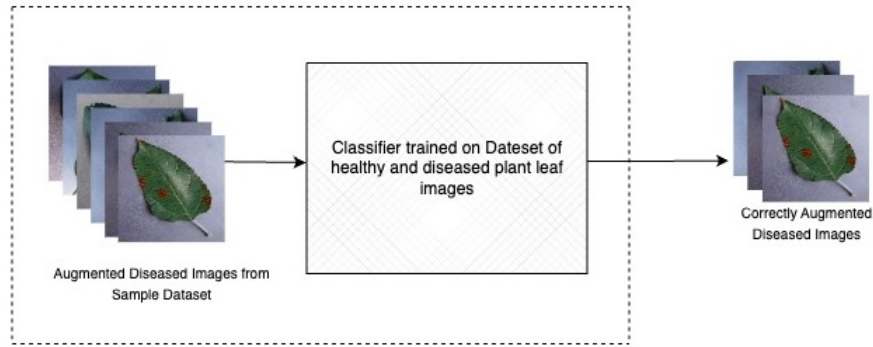 Augmented Diseased Images from
Sample Dataset
Classifier trained on Dateset of
healthy and diseased plant leaf
images
Correctly Augmented
Diseased Images